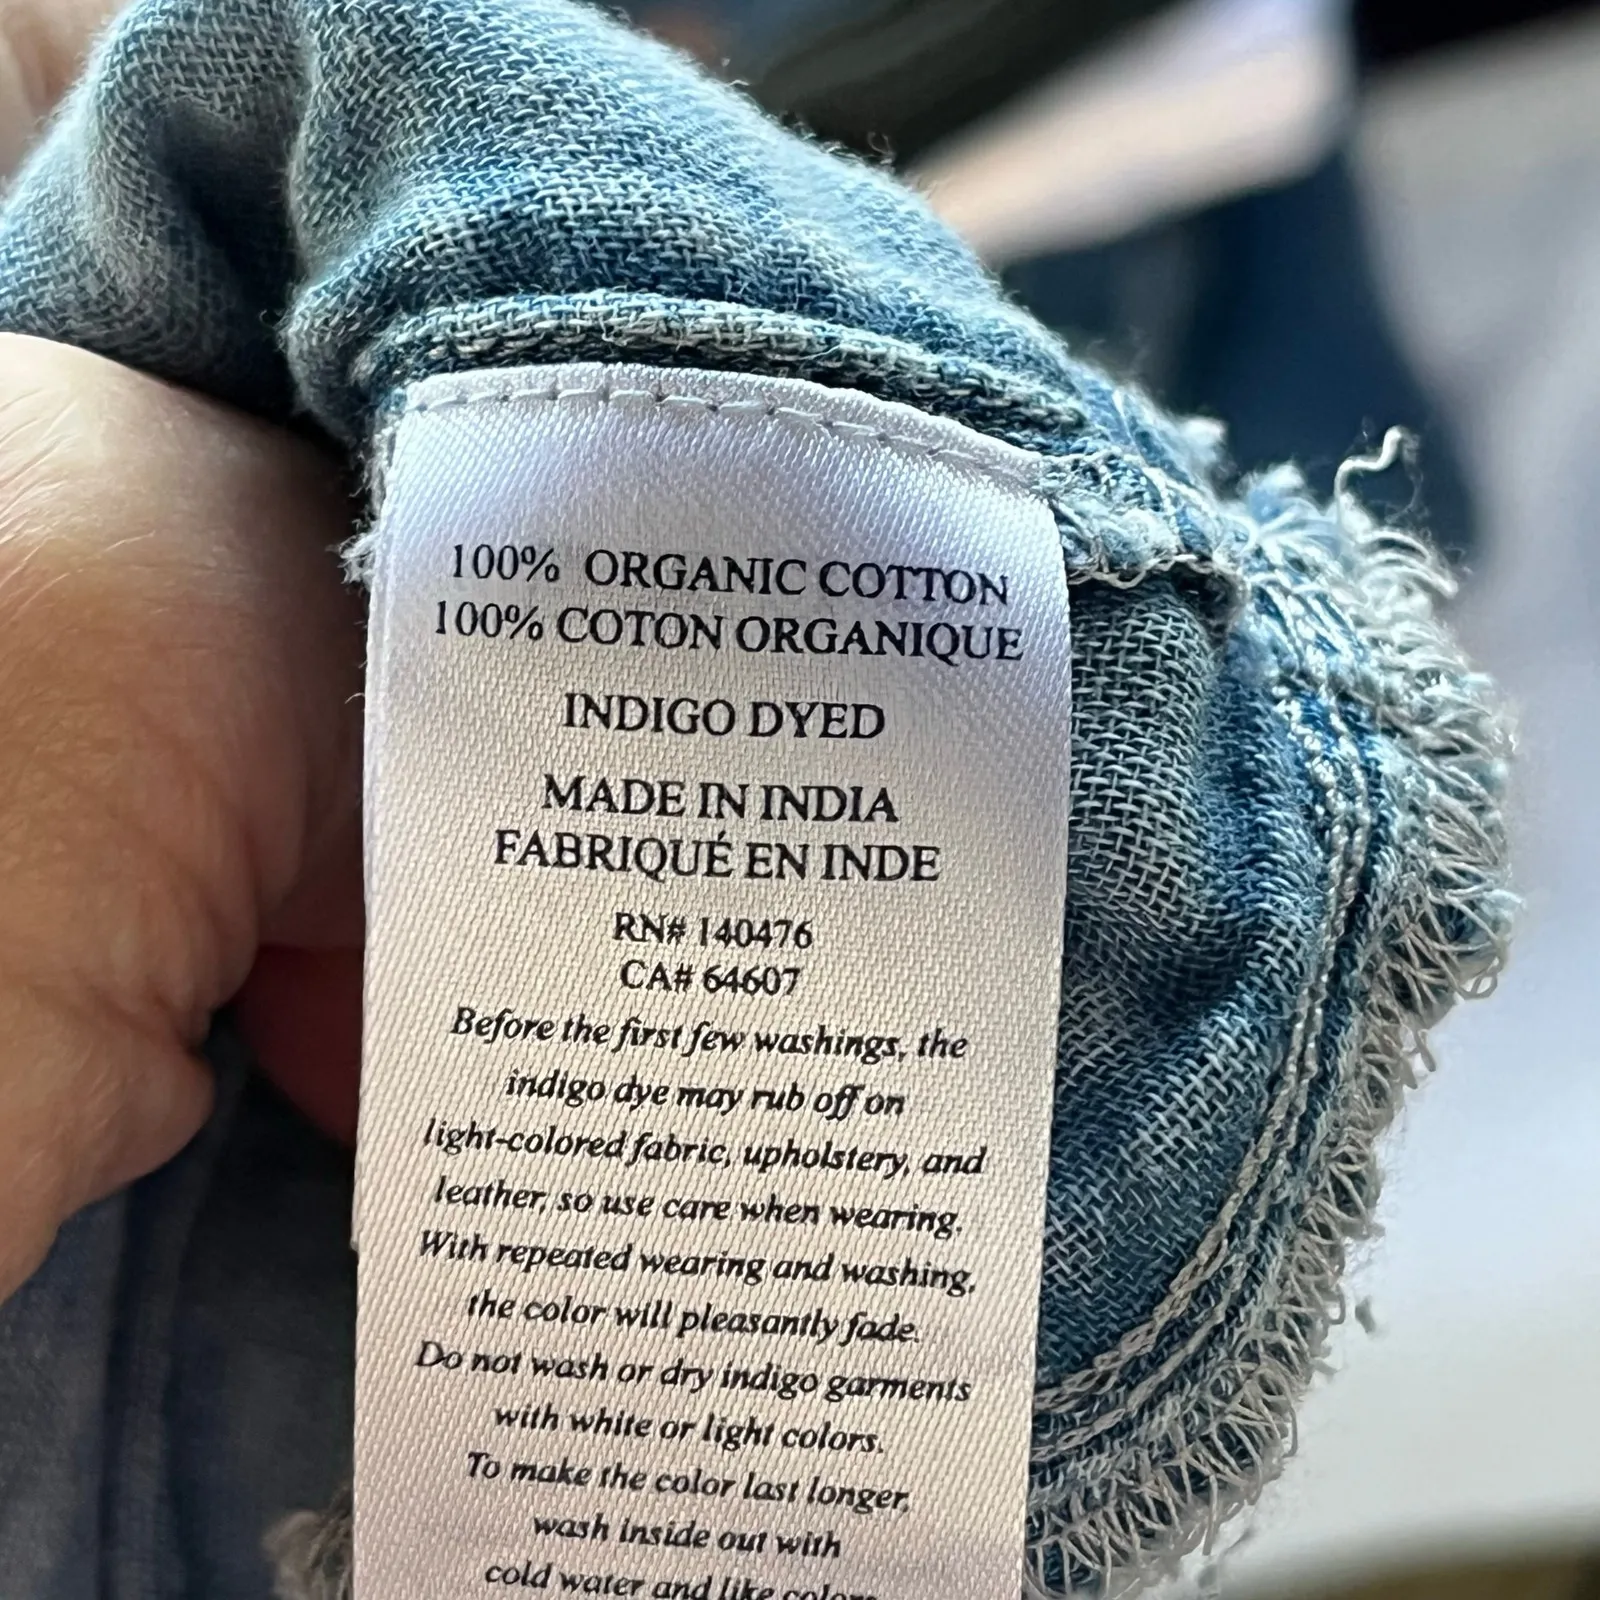 100% ORGANIC COTTON
100% COTON ORGANIQUE
INDIGO DYED
MADE IN INDIA
FABRIQUÉ EN INDE
RN# 140476
CA# 64607
Before the first few washings, the
indigo dye may rub off on
light-colored fabric, upholstery, and
leather, so use care when wearing.
With repeated wearing and washing,
the color will pleasantly fade.
Do not wash or dry indigo garments
with white or light colors.
To make the color last longer,
wash inside out with
cold water and like colors